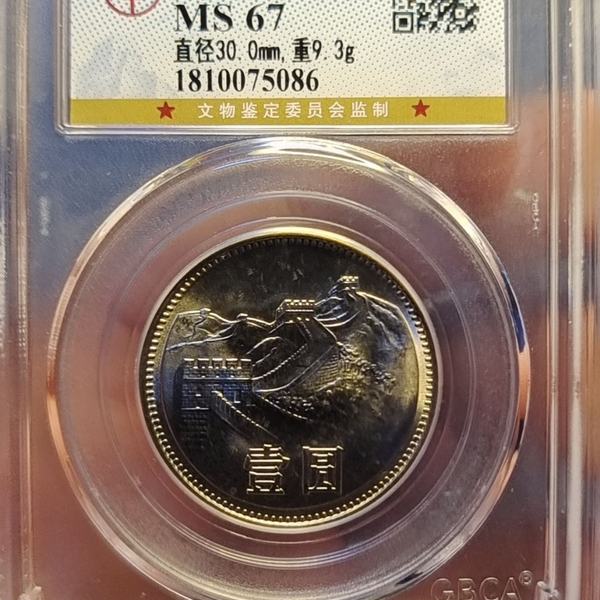 MS 67
直径30.0mm,重9.3g
1810075086
★ 文物鉴定委员会监制 ★
壹圆
GBCA®